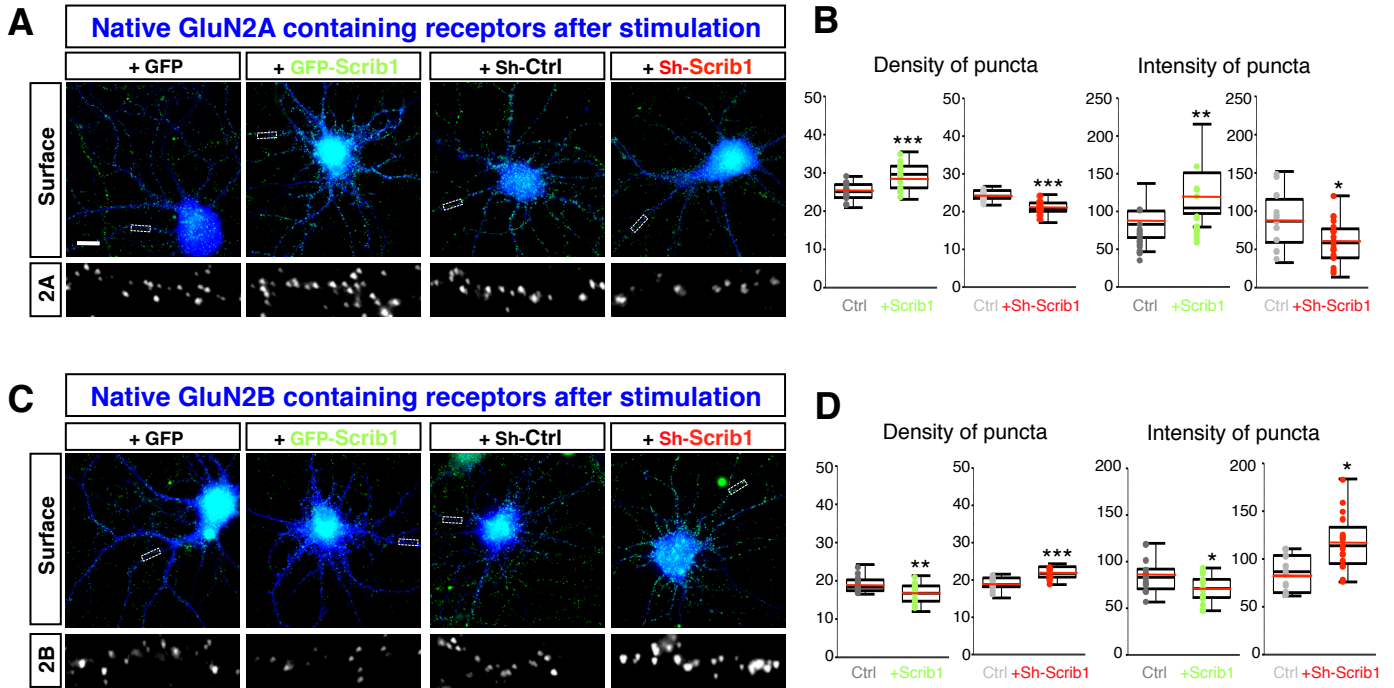 A
Native GluN2A containing receptors after stimulation
+ GFP
+ GFP-Scrib1
+ Sh-Ctrl
+ Sh-Scrib1
Surface
2A
B
Density of puncta
Intensity of puncta
50
40
30
20
10
0
***
Ctrl
+Scrib1
50
40
30
20
10
0
***
Ctrl +Sh-Scrib1
250
200
150
100
50
0
**
Ctrl
+Scrib1
250
200
150
100
50
0
*
Ctrl +Sh-Scrib1
C
Native GluN2B containing receptors after stimulation
+ GFP
+ GFP-Scrib1
+ Sh-Ctrl
+ Sh-Scrib1
Surface
2B
D
Density of puncta
Intensity of puncta
50
40
30
20
10
0
**
Ctrl
+Scrib1
50
40
30
20
10
0
***
Ctrl +Sh-Scrib1
200
150
100
50
0
*
Ctrl
+Scrib1
200
150
100
50
0
*
Ctrl +Sh-Scrib1